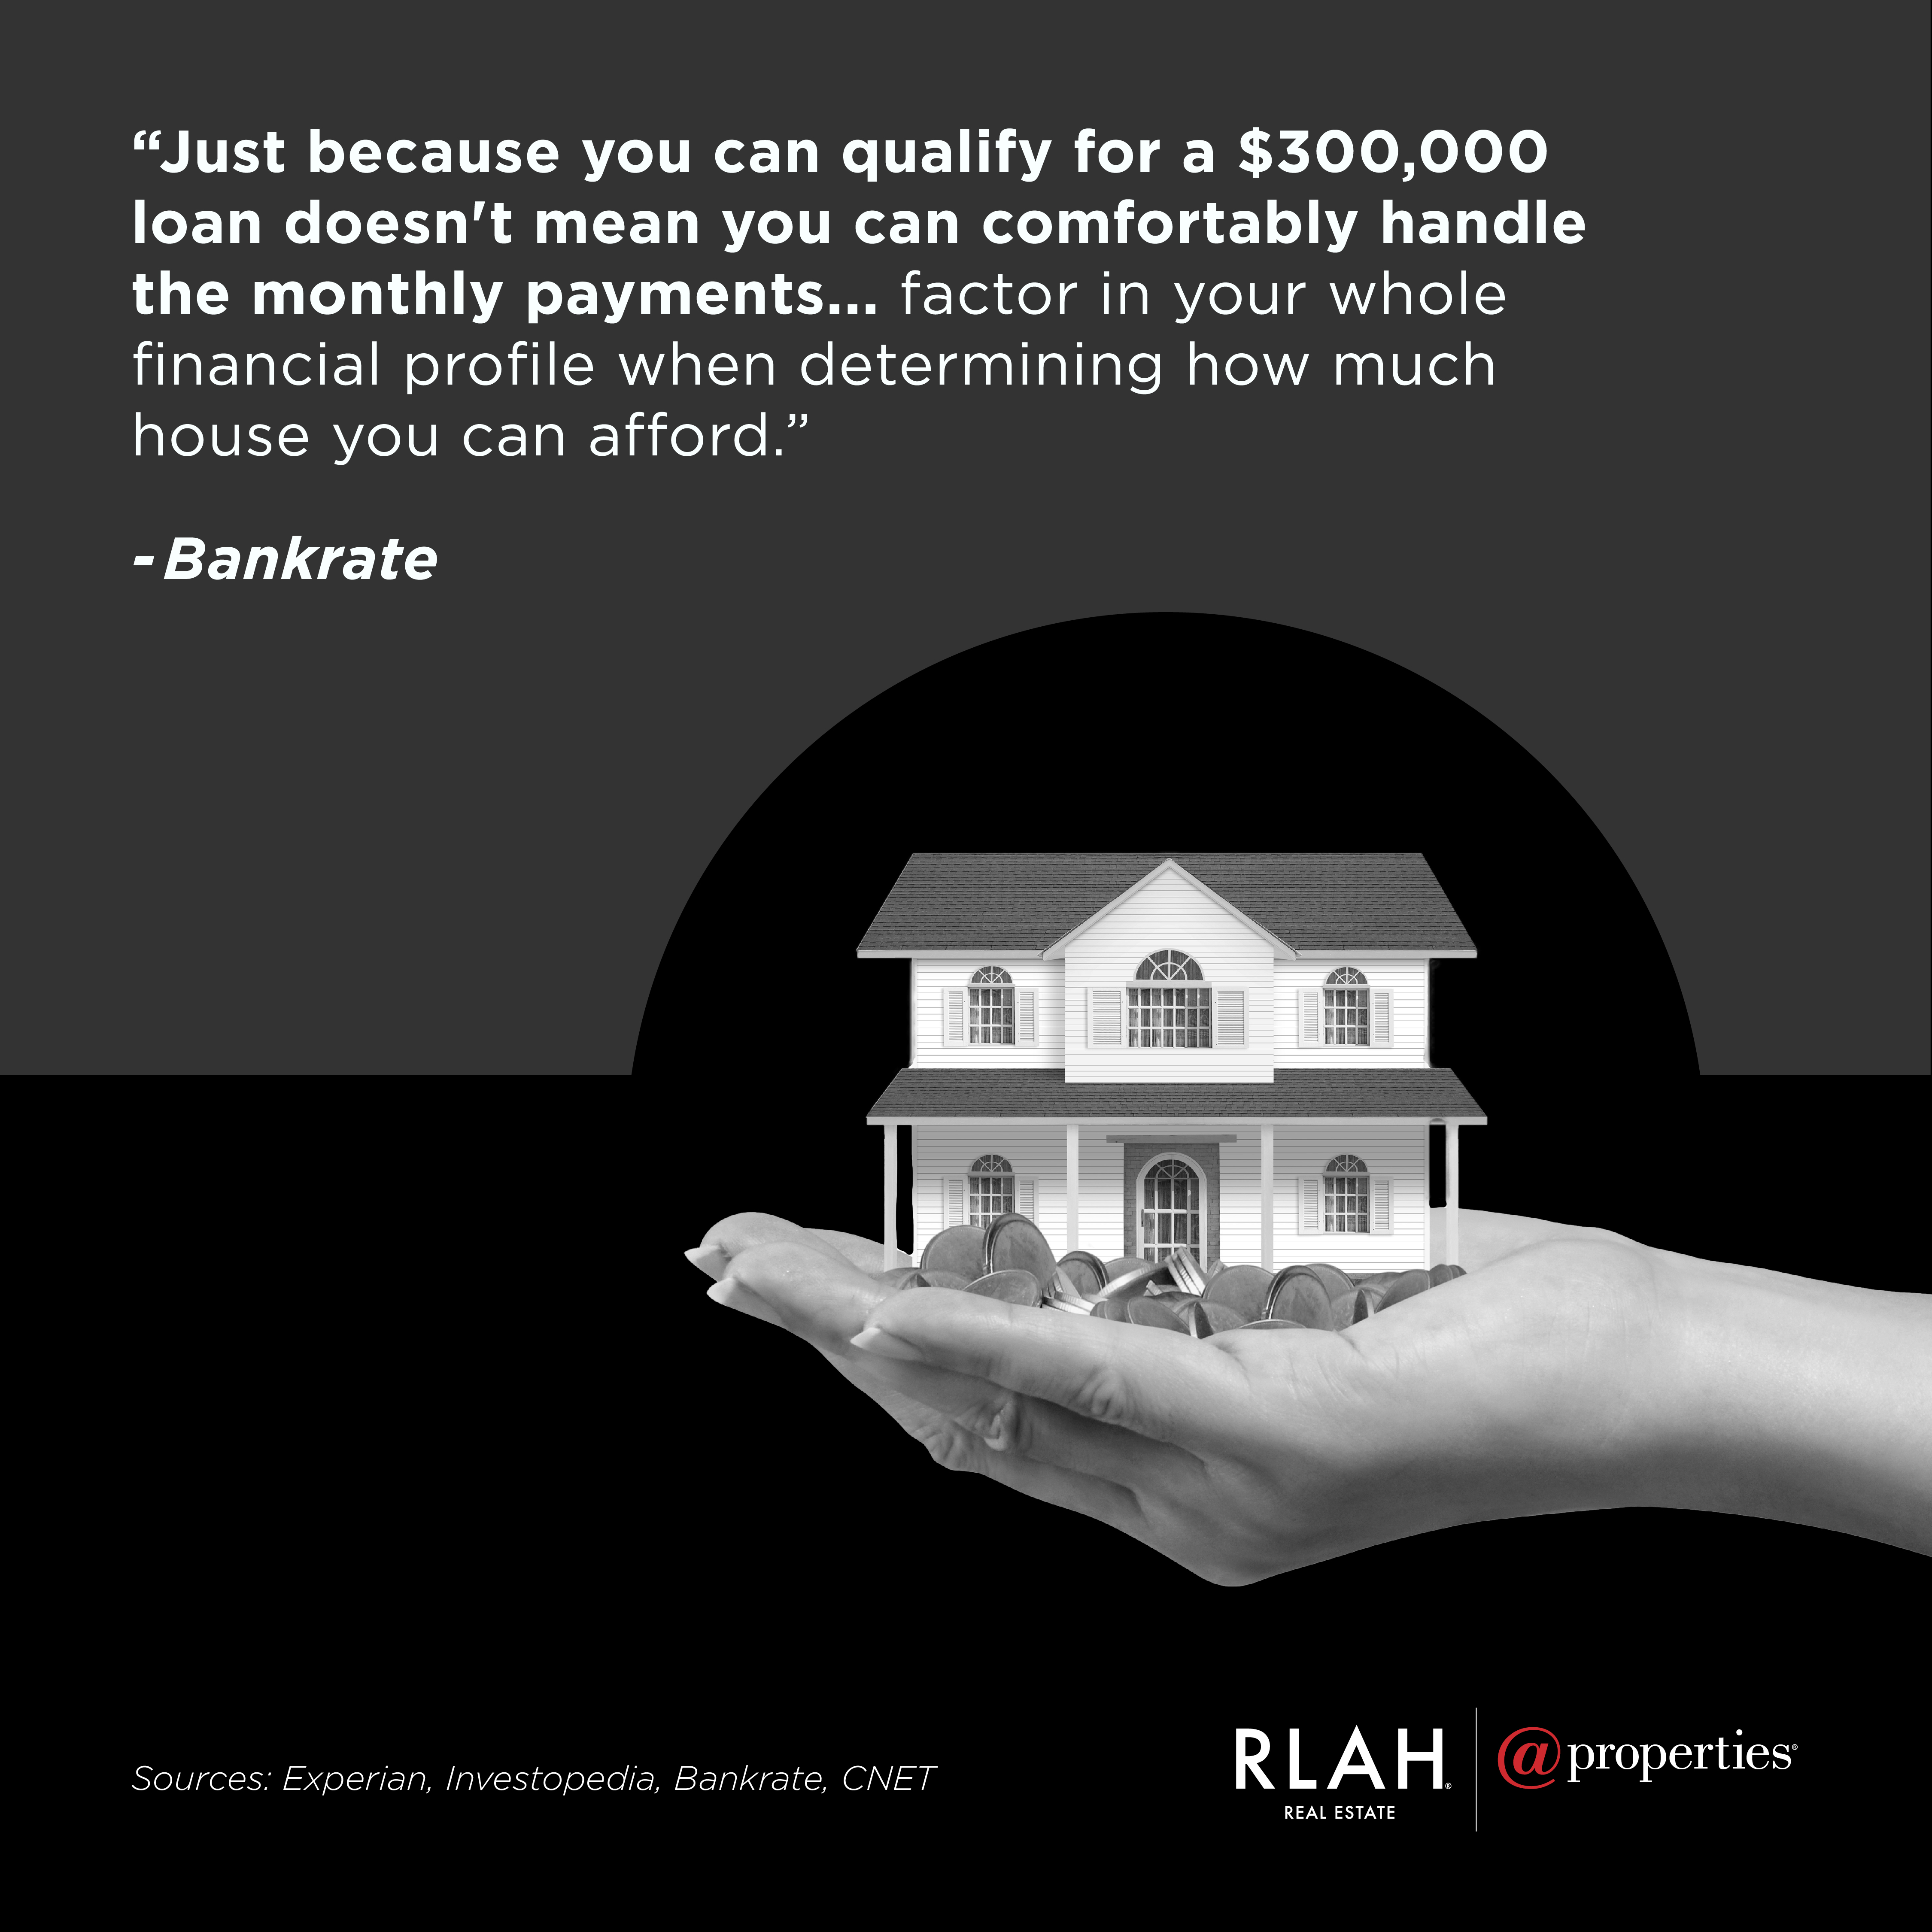 “Just because you can qualify for a $300,000
loan doesn't mean you can comfortably handle
the monthly payments... factor in your whole
financial profile when determining how much
house you can afford.”
- Bankrate
Sources: Experian, Investopedia, Bankrate, CNET
RLAH®
REAL ESTATE
@properties®